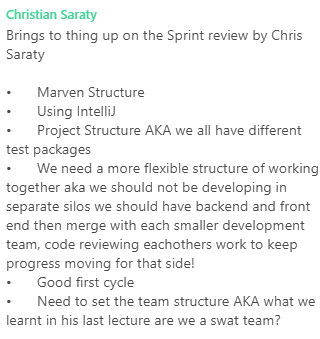 Christian Saraty
Brings to thing up on the Sprint review by Chris
Saraty
• Marven Structure
• Using IntelliJ
• Project Structure AKA we all have different
test packages
• We need a more flexible structure of working
together aka we should not be developing in
separate silos we should have backend and front
end then merge with each smaller development
team, code reviewing eachothers work to keep
progress moving for that side!
• Good first cycle
• Need to set the team structure AKA what we
learnt in his last lecture are we a swat team?